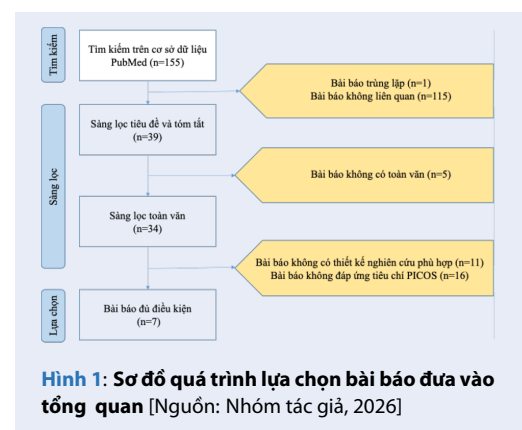 Tìm kiếm
Tìm kiếm trên cơ sở dữ liệu
PubMed (n=155)
Bài báo trùng lặp (n=1)
Bài báo không liên quan (n=115)
Sàng lọc
Sàng lọc tiêu đề và tóm tắt
(n=39)
Bài báo không có toàn văn (n=5)
Sàng lọc toàn văn
(n=34)
Bài báo không có thiết kế nghiên cứu phù hợp (n=11)
Bài báo không đáp ứng tiêu chí PICOS (n=16)
Lựa chọn
Bài báo đủ điều kiện
(n=7)
Hình 1: Sơ đồ quá trình lựa chọn bài báo đưa vào
tổng quan [Nguồn: Nhóm tác giả, 2026]